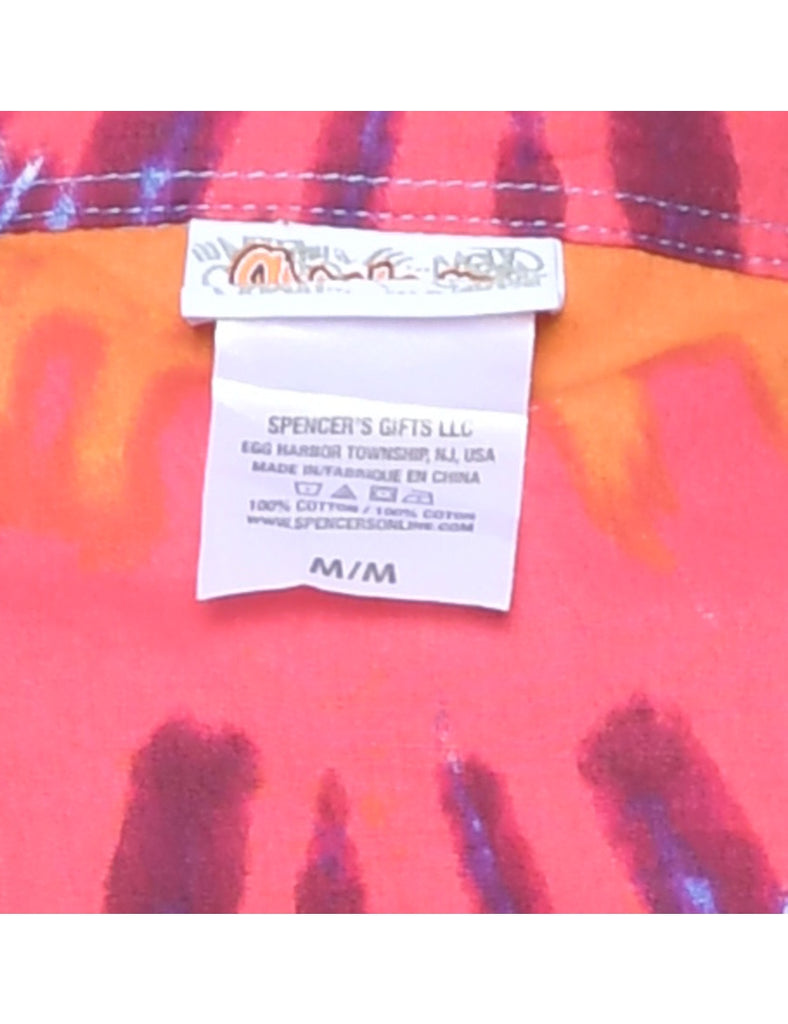 SPENCER'S GIFTS LLC
EGG HARBOR TOWNSHIP, NJ, USA
MADE IN/FABRIQUE EN CHINA
100% COTTON / 100% COTON
WWW.SPENCERSONLINE.COM
M/M